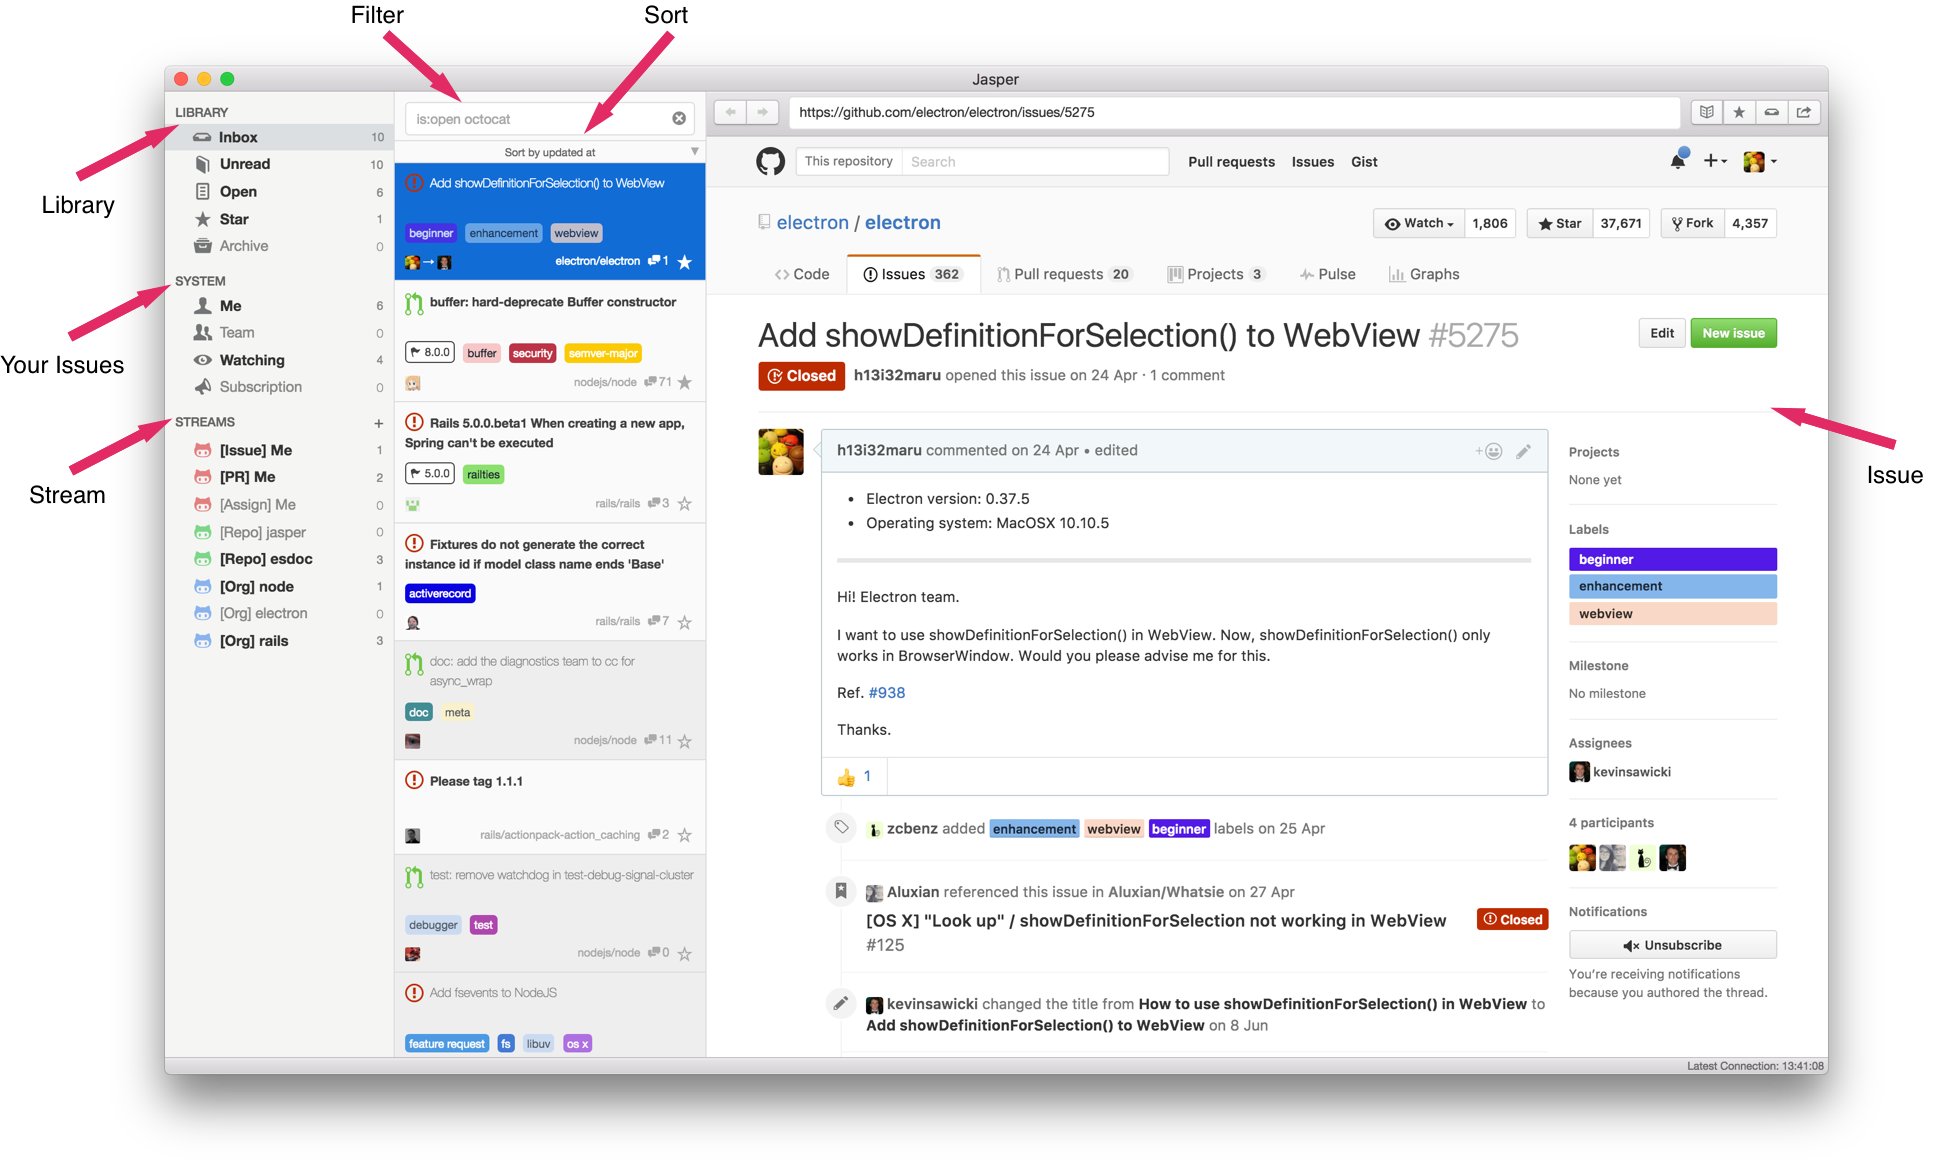 Filter
Sort
Library
Your Issues
Stream
Issue
Jasper
LIBRARY
Inbox 10
Unread 10
Open 6
Star 1
Archive 0
SYSTEM
Me 6
Team 0
Watching 4
Subscription 0
STREAMS +
[Issue] Me 1
[PR] Me 2
[Assign] Me 0
[Repo] jasper 0
[Repo] esdoc 3
[Org] node 1
[Org] electron 0
[Org] rails 3
is:open octocat
Sort by updated at
Add showDefinitionForSelection() to WebView
beginner enhancement webview
electron/electron 1
buffer: hard-deprecate Buffer constructor
8.0.0 buffer security semver-major
nodejs/node 71
Rails 5.0.0.beta1 When creating a new app,
Spring can't be executed
5.0.0 railties
rails/rails 3
Fixtures do not generate the correct
instance id if model class name ends 'Base'
activerecord
rails/rails 7
doc: add the diagnostics team to cc for
async_wrap
doc meta
nodejs/node 11
Please tag 1.1.1
rails/actionpack-action_caching 2
test: remove watchdog in test-debug-signal-cluster
debugger test
nodejs/node 0
Add fsevents to NodeJS
feature request fs libuv os x
https://github.com/electron/electron/issues/5275
This repository Search Pull requests Issues Gist
electron / electron
Watch 1,806 Star 37,671 Fork 4,357
Code Issues 362 Pull requests 20 Projects 3 Pulse Graphs
Add showDefinitionForSelection() to WebView #5275
Edit New issue
Closed h13i32maru opened this issue on 24 Apr · 1 comment
h13i32maru commented on 24 Apr • edited
• Electron version: 0.37.5
• Operating system: MacOSX 10.10.5
Hi! Electron team.
I want to use showDefinitionForSelection() in WebView. Now, showDefinitionForSelection() only
works in BrowserWindow. Would you please advise me for this.
Ref. #938
Thanks.
👍 1
zcbenz added enhancement webview beginner labels on 25 Apr
Aluxian referenced this issue in Aluxian/Whatsie on 27 Apr
[OS X] "Look up" / showDefinitionForSelection not working in WebView Closed
#125
kevinsawicki changed the title from How to use showDefinitionForSelection() in WebView to
Add showDefinitionForSelection() to WebView on 8 Jun
Projects
None yet
Labels
beginner
enhancement
webview
Milestone
No milestone
Assignees
kevinsawicki
4 participants
Notifications
Unsubscribe
You're receiving notifications
because you authored the thread.
Latest Connection: 13:41:08